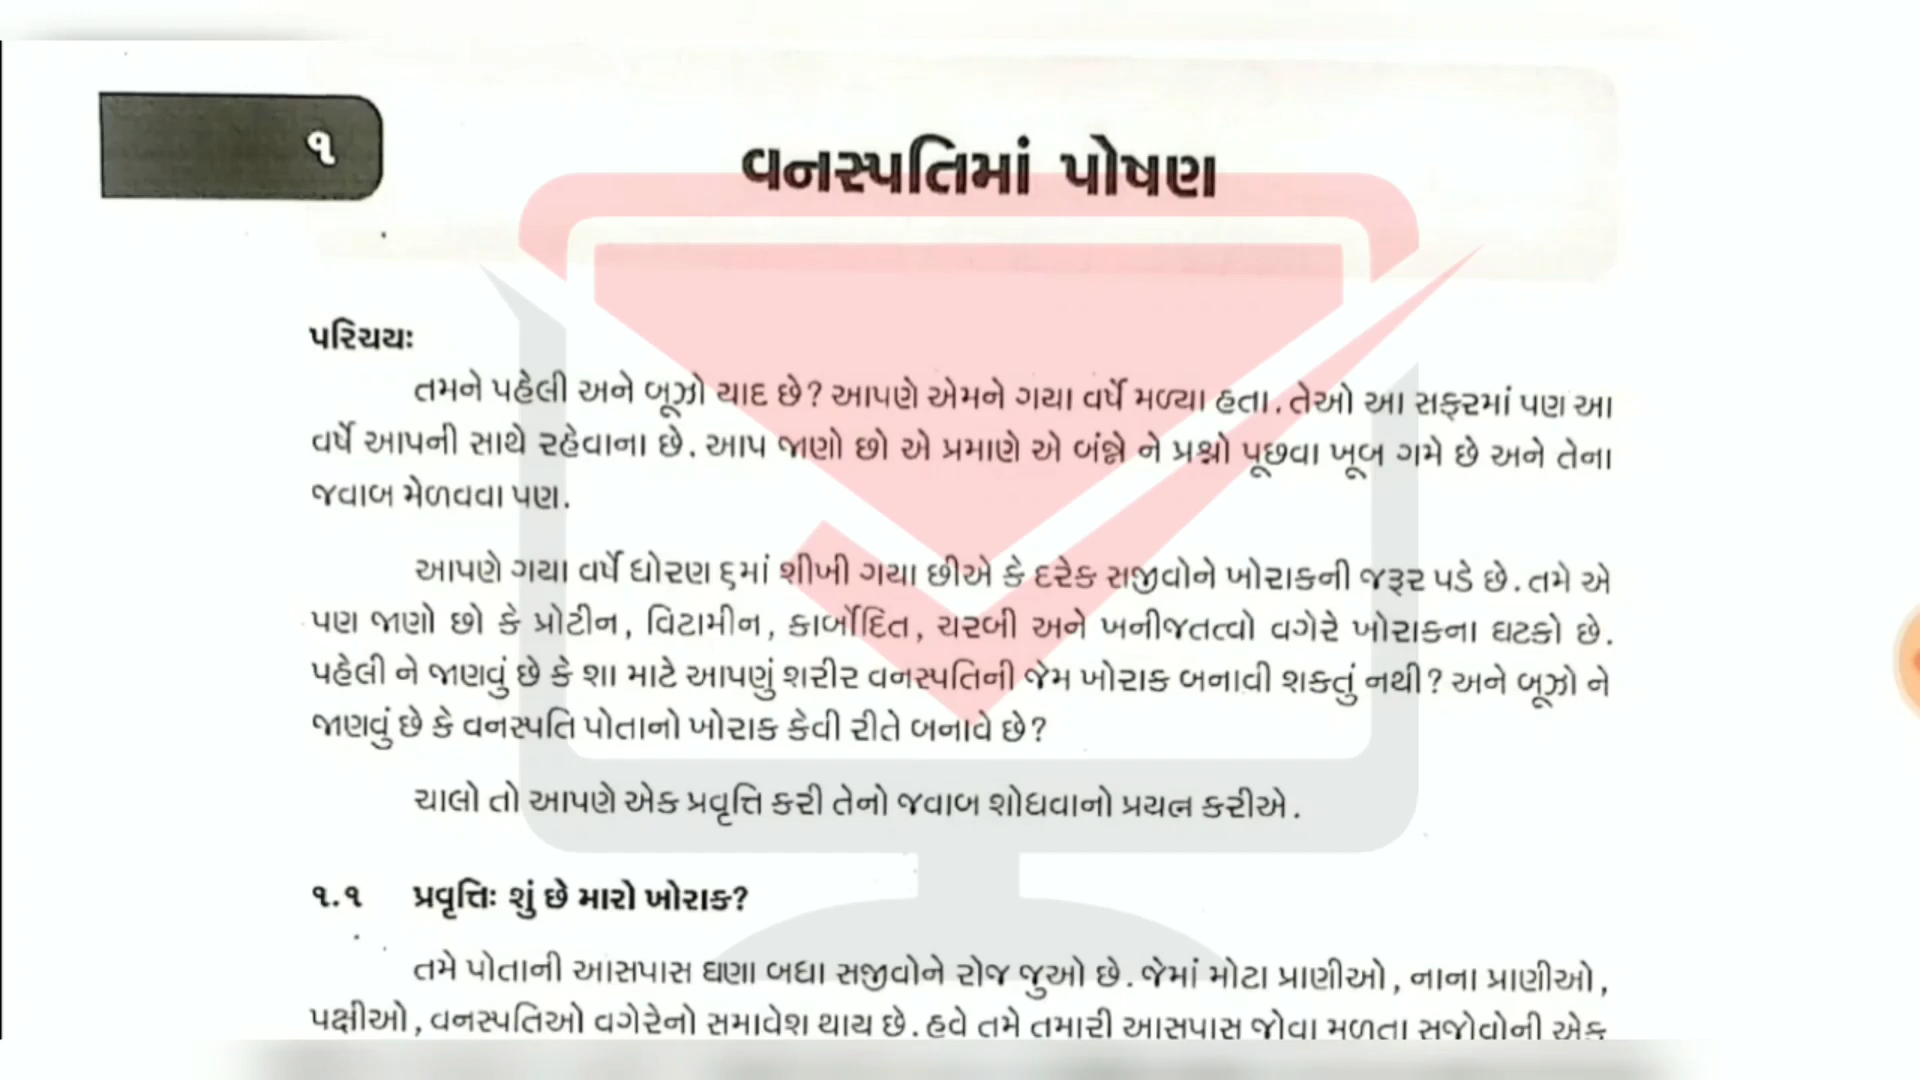 ૧
વનસ્પતિમાં પોષણ
પરિચયઃ
તમને પહેલી અને બૂઝો યાદ છે? આપણે એમને ગયા વર્ષે મળ્યા હતા. તેઓ આ સફરમાં પણ આ
વર્ષે આપની સાથે રહેવાના છે. આપ જાણો છો એ પ્રમાણે એ બંન્ને ને પ્રશ્નો પૂછવા ખૂબ ગમે છે અને તેના
જવાબ મેળવવા પણ.
આપણે ગયા વર્ષે ધોરણ ૬માં શીખી ગયા છીએ કે દરેક સજીવોને ખોરાકની જરૂર પડે છે. તમે એ
પણ જાણો છો કે પ્રોટીન, વિટામીન, કાર્બોદિત, ચરબી અને ખનીજતત્વો વગેરે ખોરાકના ઘટકો છે.
પહેલી ને જાણવું છે કે શા માટે આપણું શરીર વનસ્પતિની જેમ ખોરાક બનાવી શકતું નથી? અને બૂઝો ને
જાણવું છે કે વનસ્પતિ પોતાનો ખોરાક કેવી રીતે બનાવે છે?
ચાલો તો આપણે એક પ્રવૃત્તિ કરી તેનો જવાબ શોધવાનો પ્રયત્ન કરીએ.
૧.૧ પ્રવૃત્તિઃ શું છે મારો ખોરાક?
તમે પોતાની આસપાસ ઘણા બધા સજીવોને રોજ જુઓ છે. જેમાં મોટા પ્રાણીઓ, નાના પ્રાણીઓ,
પક્ષીઓ, વનસ્પતિઓ વગેરેનો સમાવેશ થાય છે. હવે તમે તમારી આસપાસ જોવા મળતા સજીવોની એક